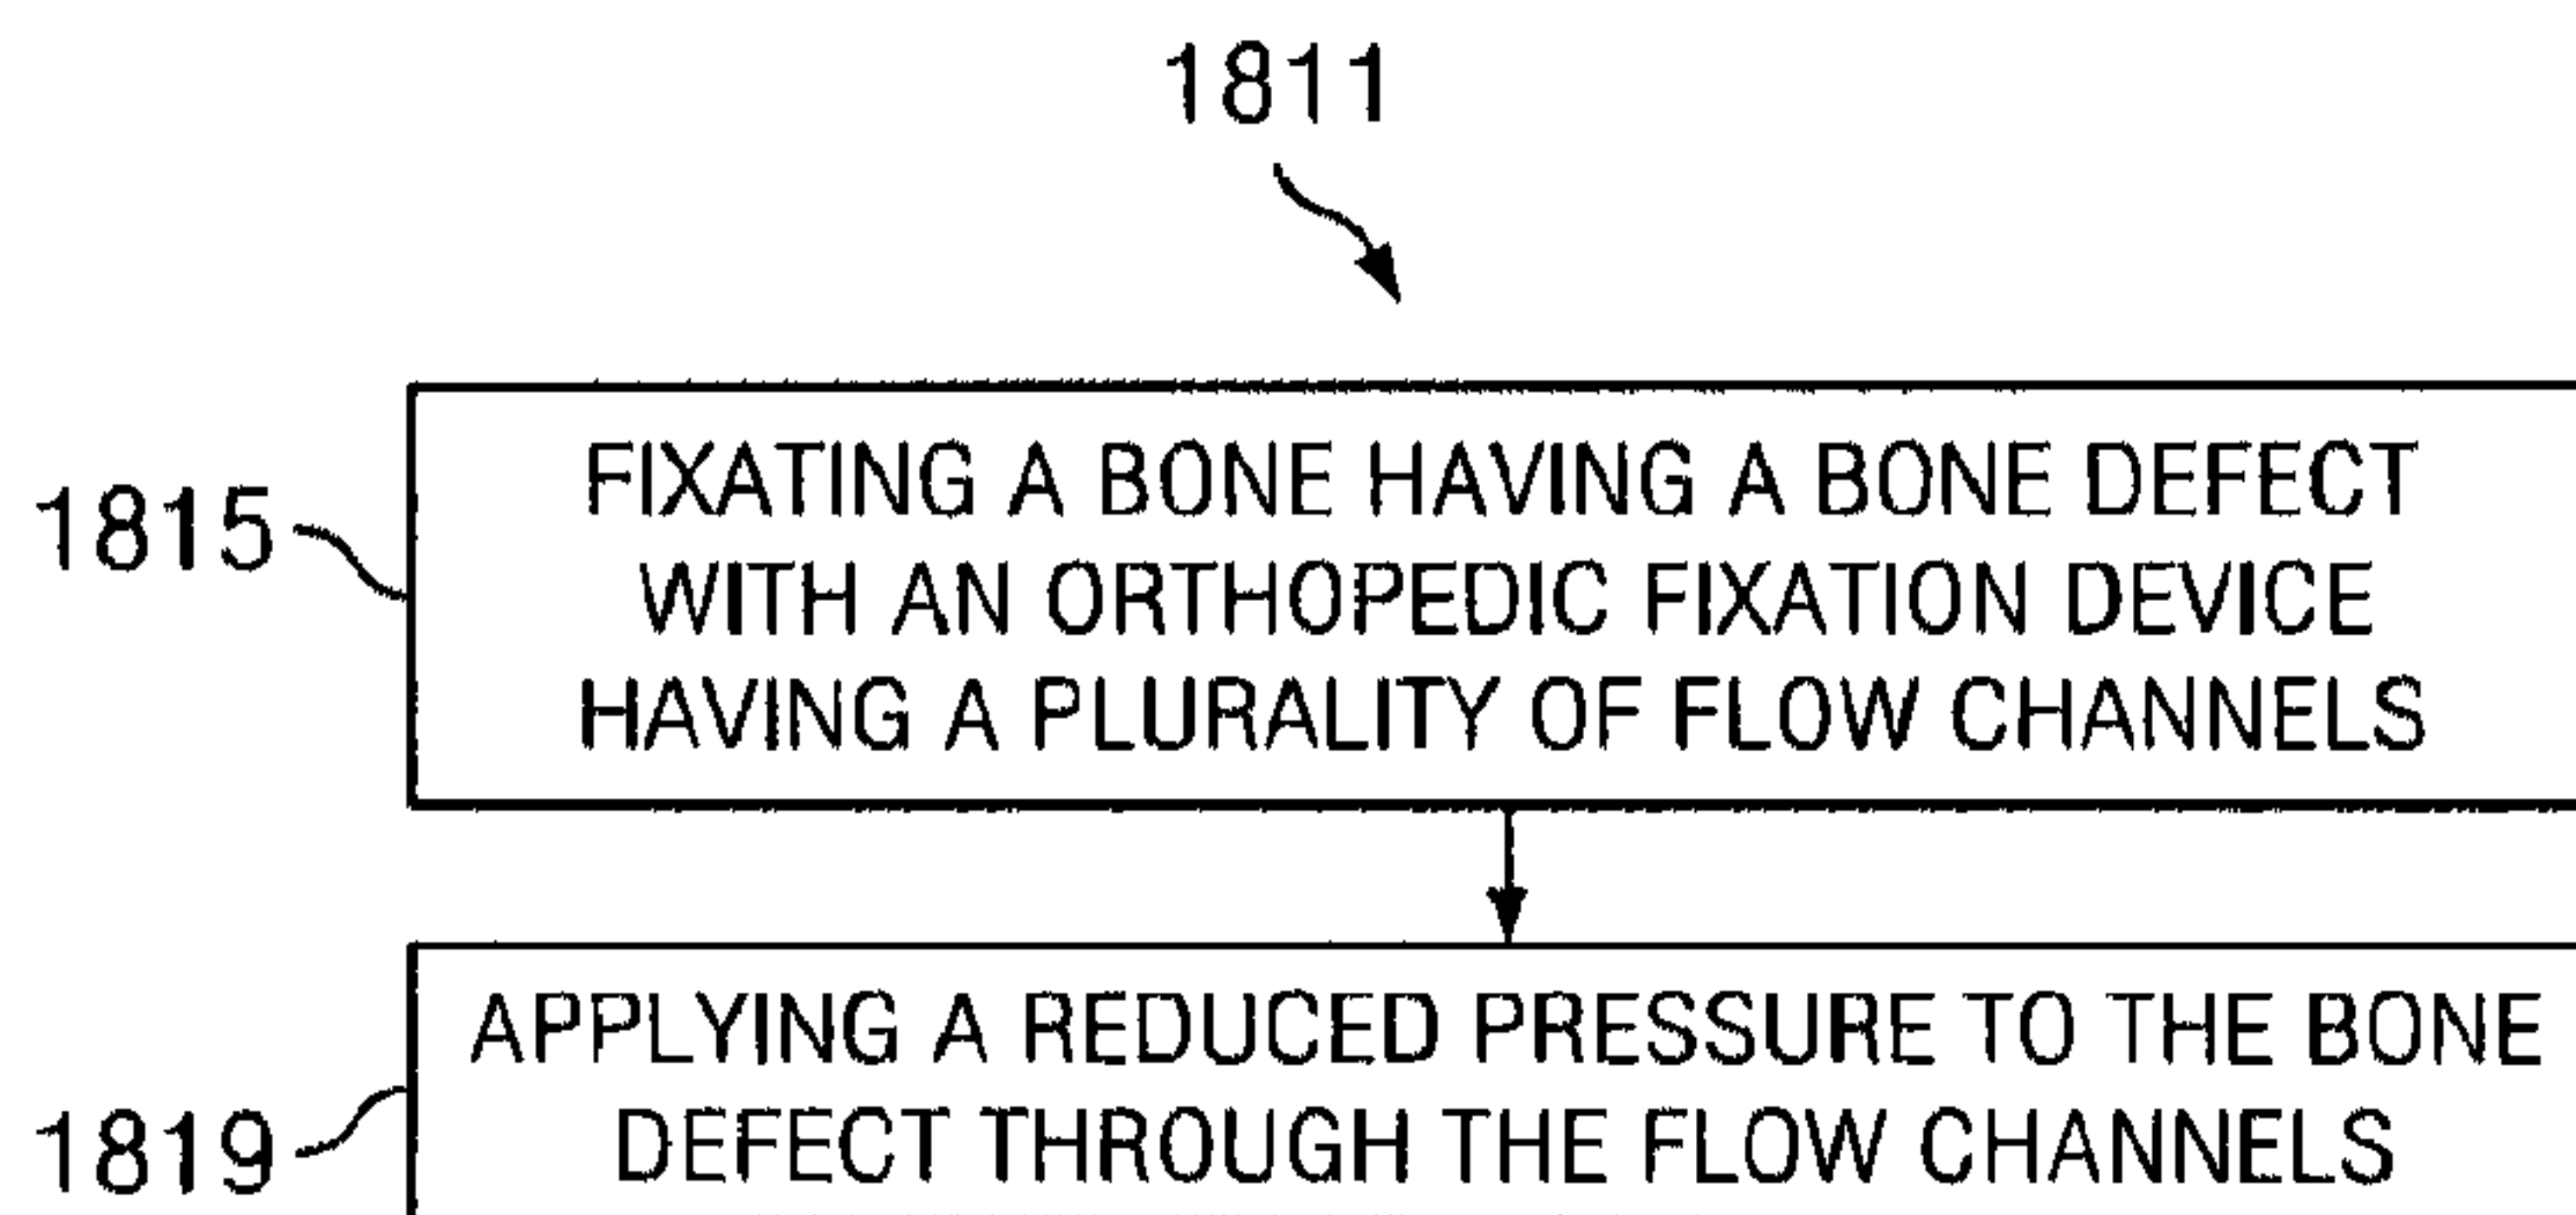 1811
1815
FIXATING A BONE HAVING A BONE DEFECT
WITH AN ORTHOPEDIC FIXATION DEVICE
HAVING A PLURALITY OF FLOW CHANNELS
APPLYING A REDUCED PRESSURE TO THE BONE
1819
DEFECT THROUGH THE FLOW CHANNELS